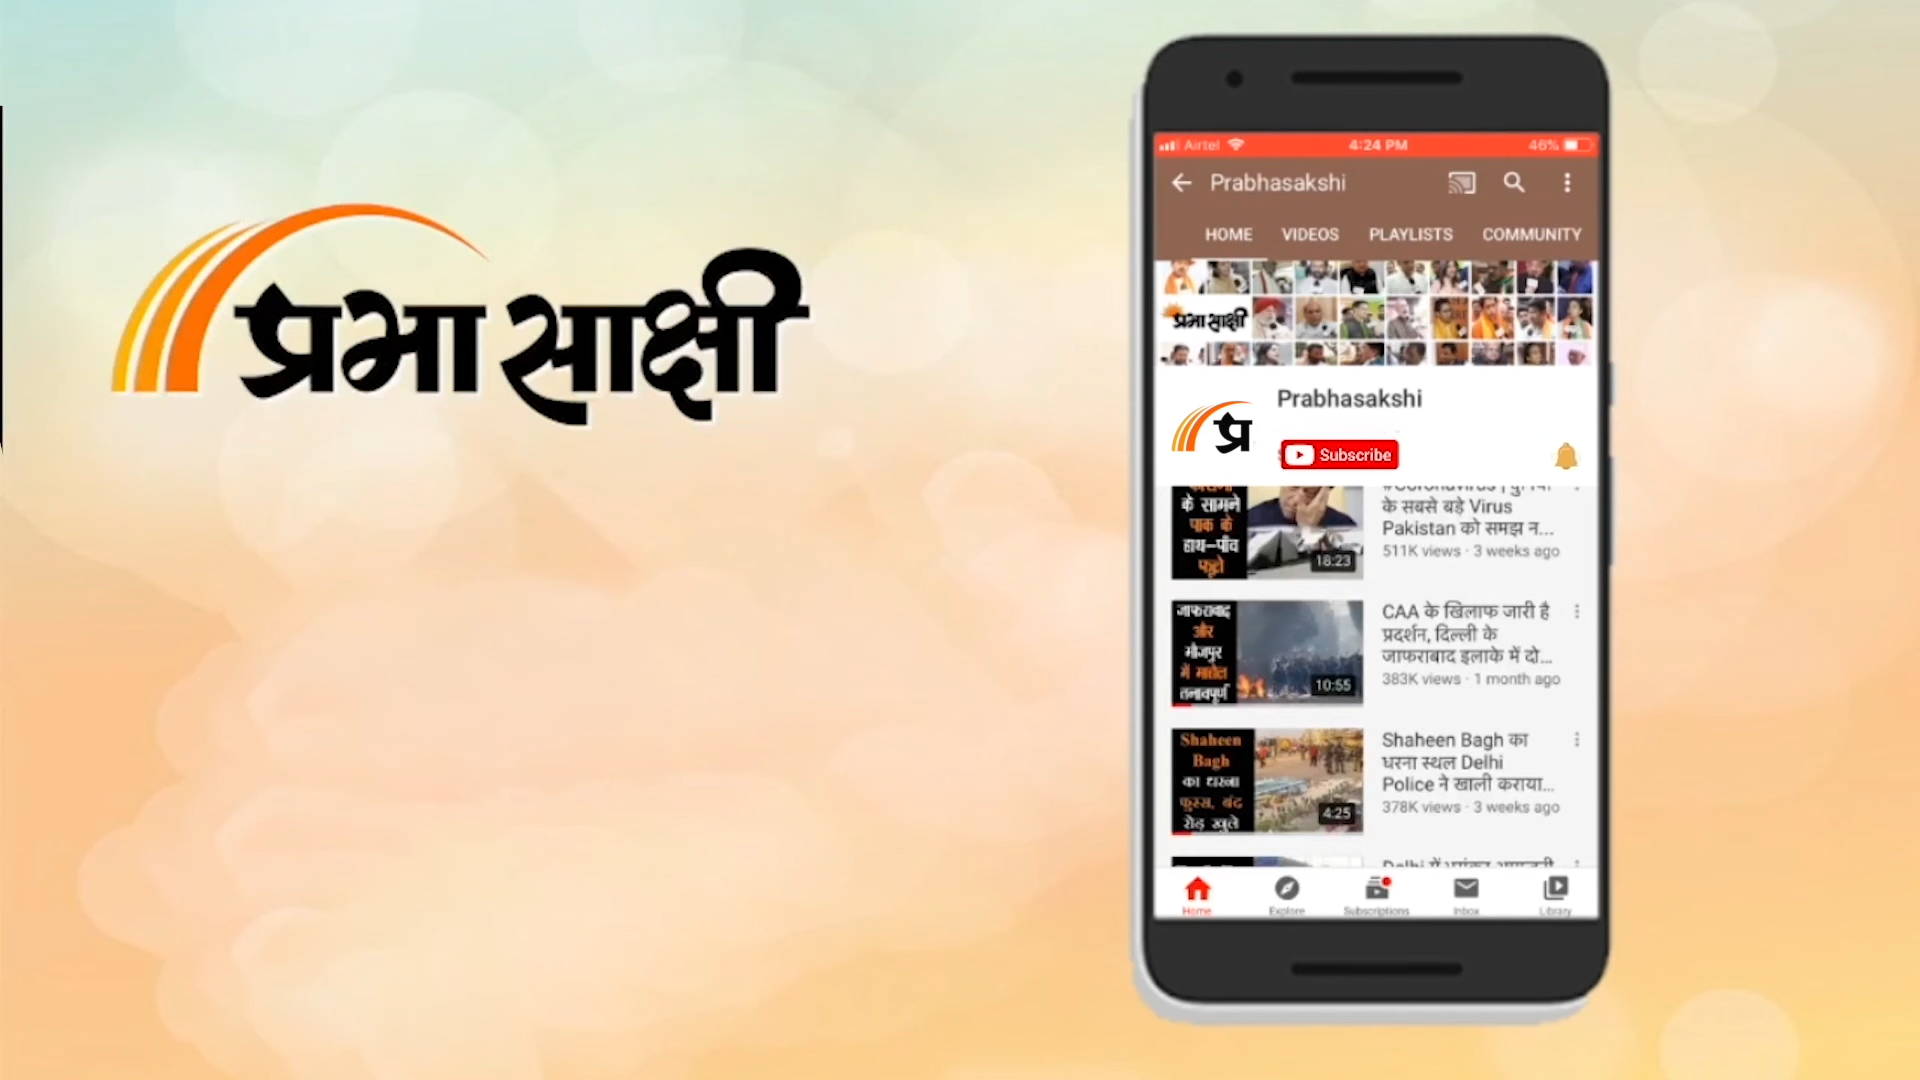 प्रभासाक्षी
Airtel 4:24 PM 46%
Prabhasakshi
HOME VIDEOS PLAYLISTS COMMUNITY
प्रभासाक्षी
Prabhasakshi
प्र
Subscribe
के सामने
पाक के
हाथ-पाँव
फूले
18:23
#Coronavirus |
के सबसे बड़े Virus
Pakistan को समझ न...
511K views · 3 weeks ago
जाफराबाद
और
मौजपुर
में माहौल
तनावपूर्ण
10:55
CAA के खिलाफ जारी है
प्रदर्शन, दिल्ली के
जाफराबाद इलाके में दो...
383K views · 1 month ago
Shaheen
Bagh
का धरना
फुस्स, बंद
रोड खुले
4:25
Shaheen Bagh का
धरना स्थल Delhi
Police ने खाली कराया...
378K views · 3 weeks ago
Delhi में
Home Explore Subscriptions Inbox Library